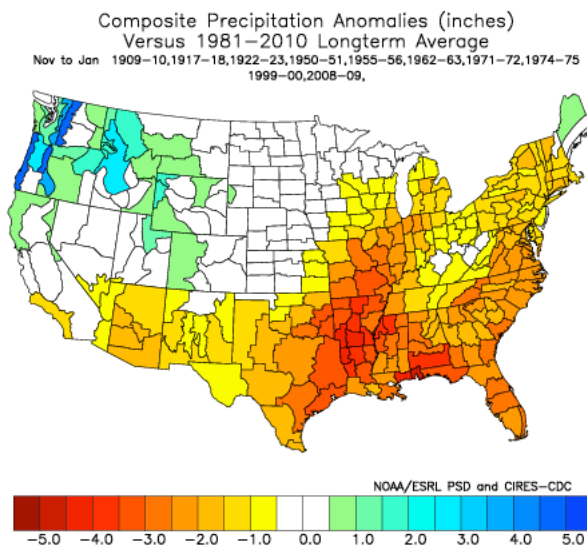 Composite Precipitation Anomalies (inches)
Versus 1981-2010 Longterm Average
Nov to Jan 1909-10,1917-18,1922-23,1950-51,1955-56,1962-63,1971-72,1974-75
1999-00,2008-09,
NOAA/ESRL PSD and CIRES-CDC
-5.0 -4.0 -3.0 -2.0 -1.0 0.0 1.0 2.0 3.0 4.0 5.0